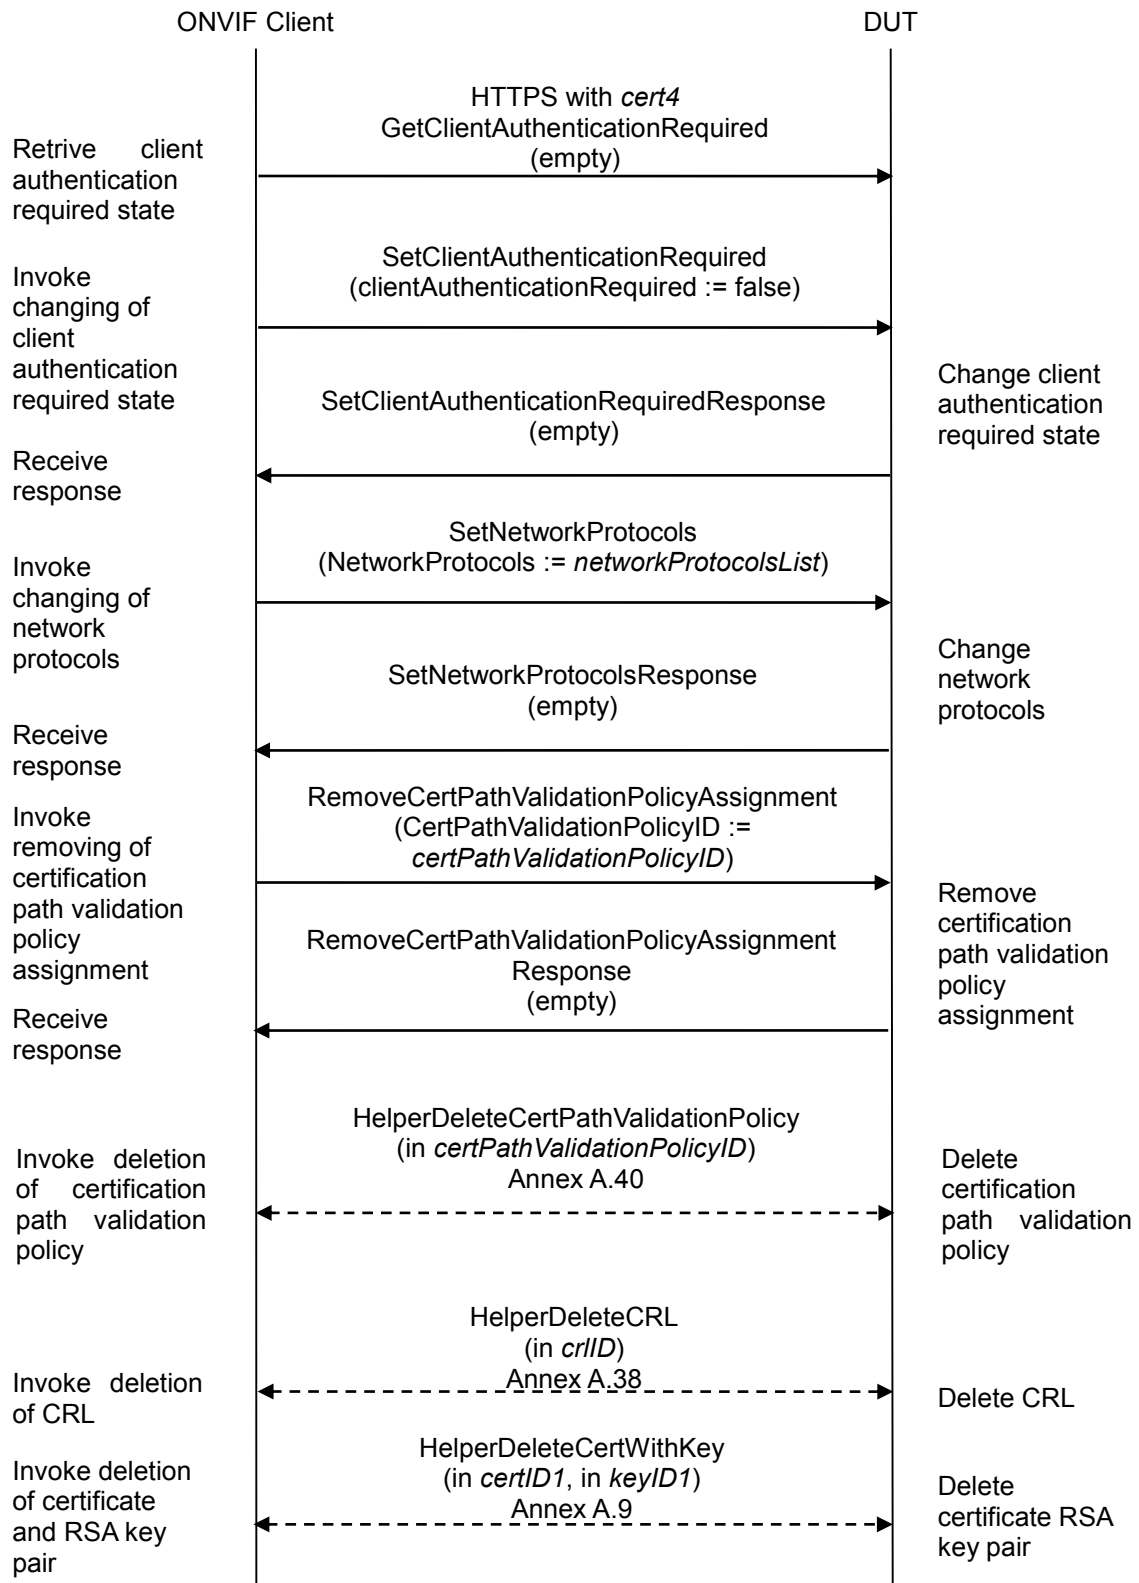 ONVIF Client
DUT
HTTPS with cert4
GetClientAuthenticationRequired
(empty)
Retrive client
authentication
required state
SetClientAuthenticationRequired
(clientAuthenticationRequired := false)
Invoke
changing of
client
authentication
required state
Change client
authentication
required state
SetClientAuthenticationRequiredResponse
(empty)
Receive
response
SetNetworkProtocols
(NetworkProtocols := networkProtocolsList)
Invoke
changing of
network
protocols
Change
network
protocols
SetNetworkProtocolsResponse
(empty)
Receive
response
RemoveCertPathValidationPolicyAssignment
(CertPathValidationPolicyID :=
certPathValidationPolicyID)
Invoke
removing of
certification
path validation
policy
assignment
Remove
certification
path validation
policy
assignment
RemoveCertPathValidationPolicyAssignment
Response
(empty)
Receive
response
HelperDeleteCertPathValidationPolicy
(in certPathValidationPolicyID)
Annex A.40
Invoke deletion
of certification
path validation
policy
Delete
certification
path validation
policy
HelperDeleteCRL
(in crlID)
Annex A.38
Invoke deletion
of CRL
Delete CRL
HelperDeleteCertWithKey
(in certID1, in keyID1)
Annex A.9
Invoke deletion
of certificate
and RSA key
pair
Delete
certificate RSA
key pair